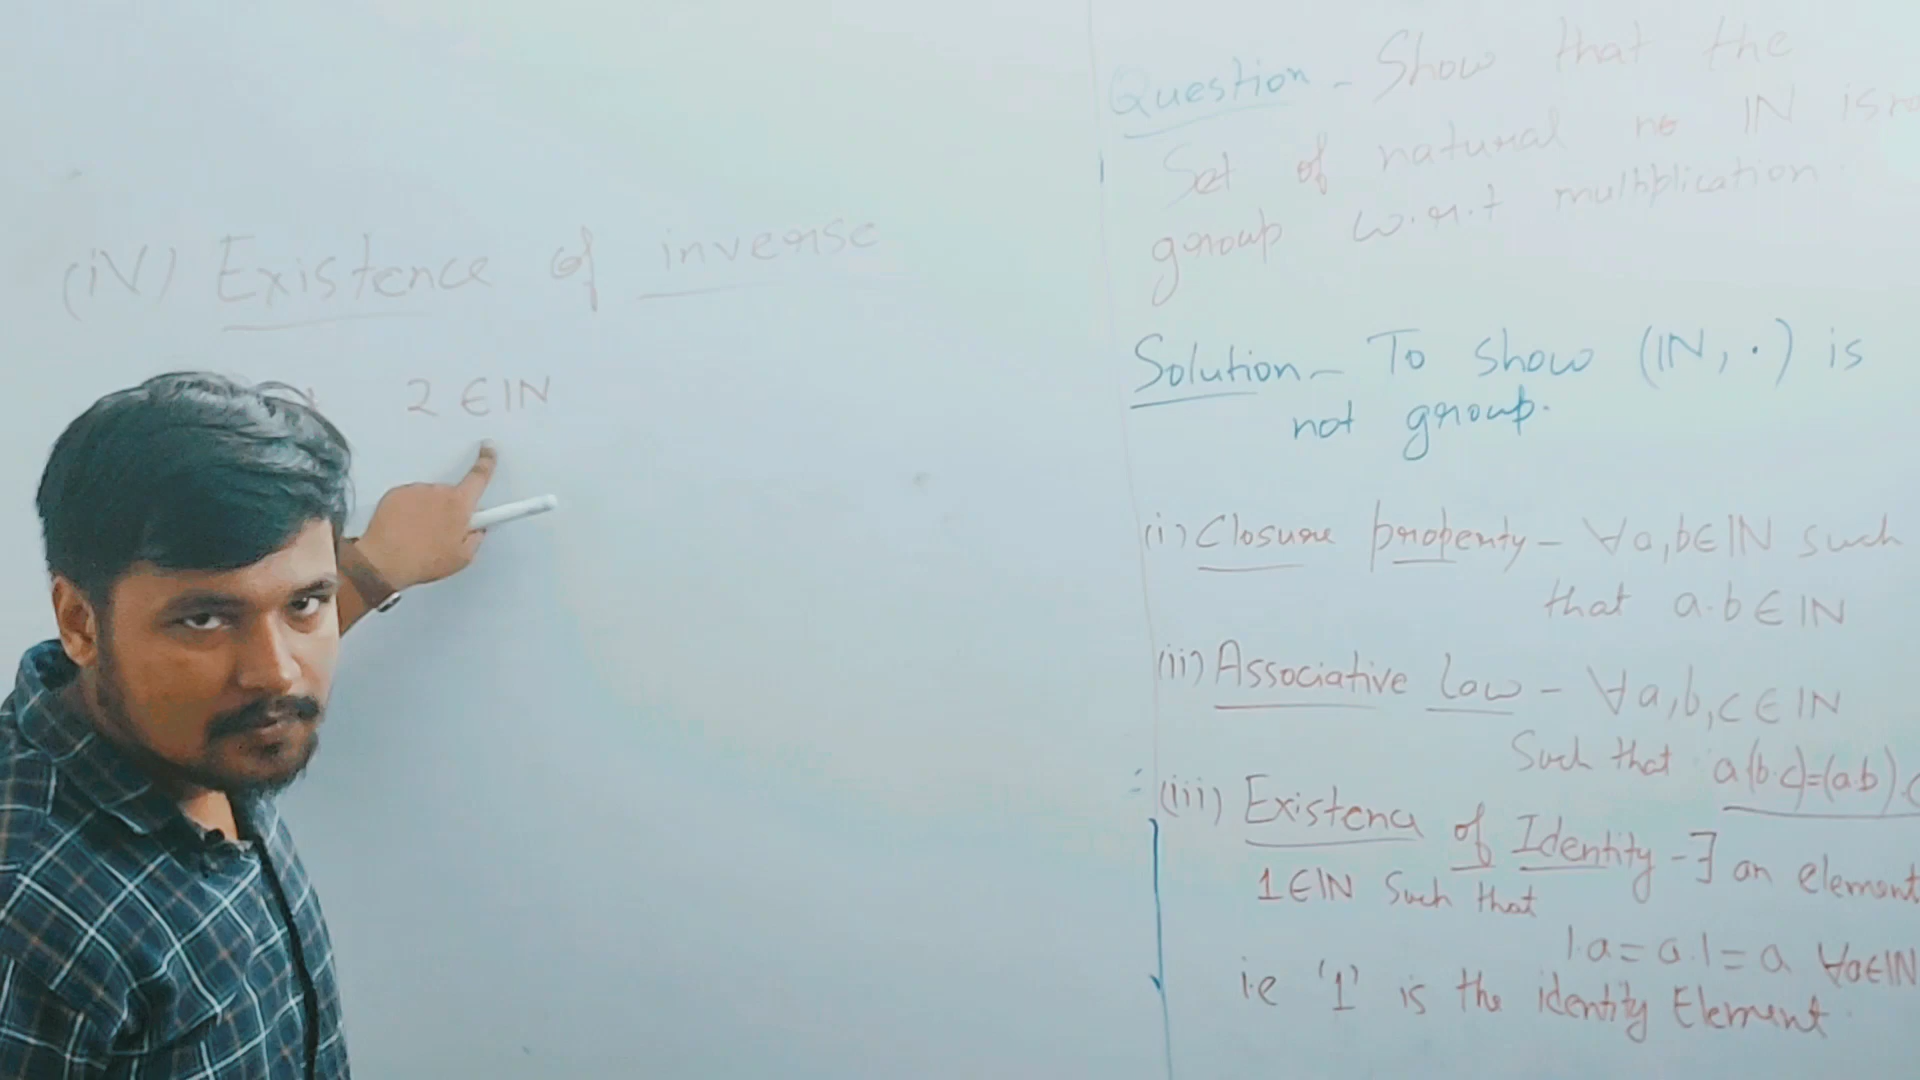 (iV) Existence of inverse
2 ∈ IN
Question - Show that the
Set of natural no IN is
group w.r.t multiplication.
Solution - To show (IN, ·) is
not group.
(i) Closure property - ∀a,b∈IN such
that a.b∈IN
(ii) Associative Law - ∀a,b,c∈IN
Such that a(b.c)=(a.b).c
(iii) Existenc of Identity - ∃ an element
1∈IN Such that
1.a=a.1=a ∀a∈IN
i.e '1' is the identity Element.